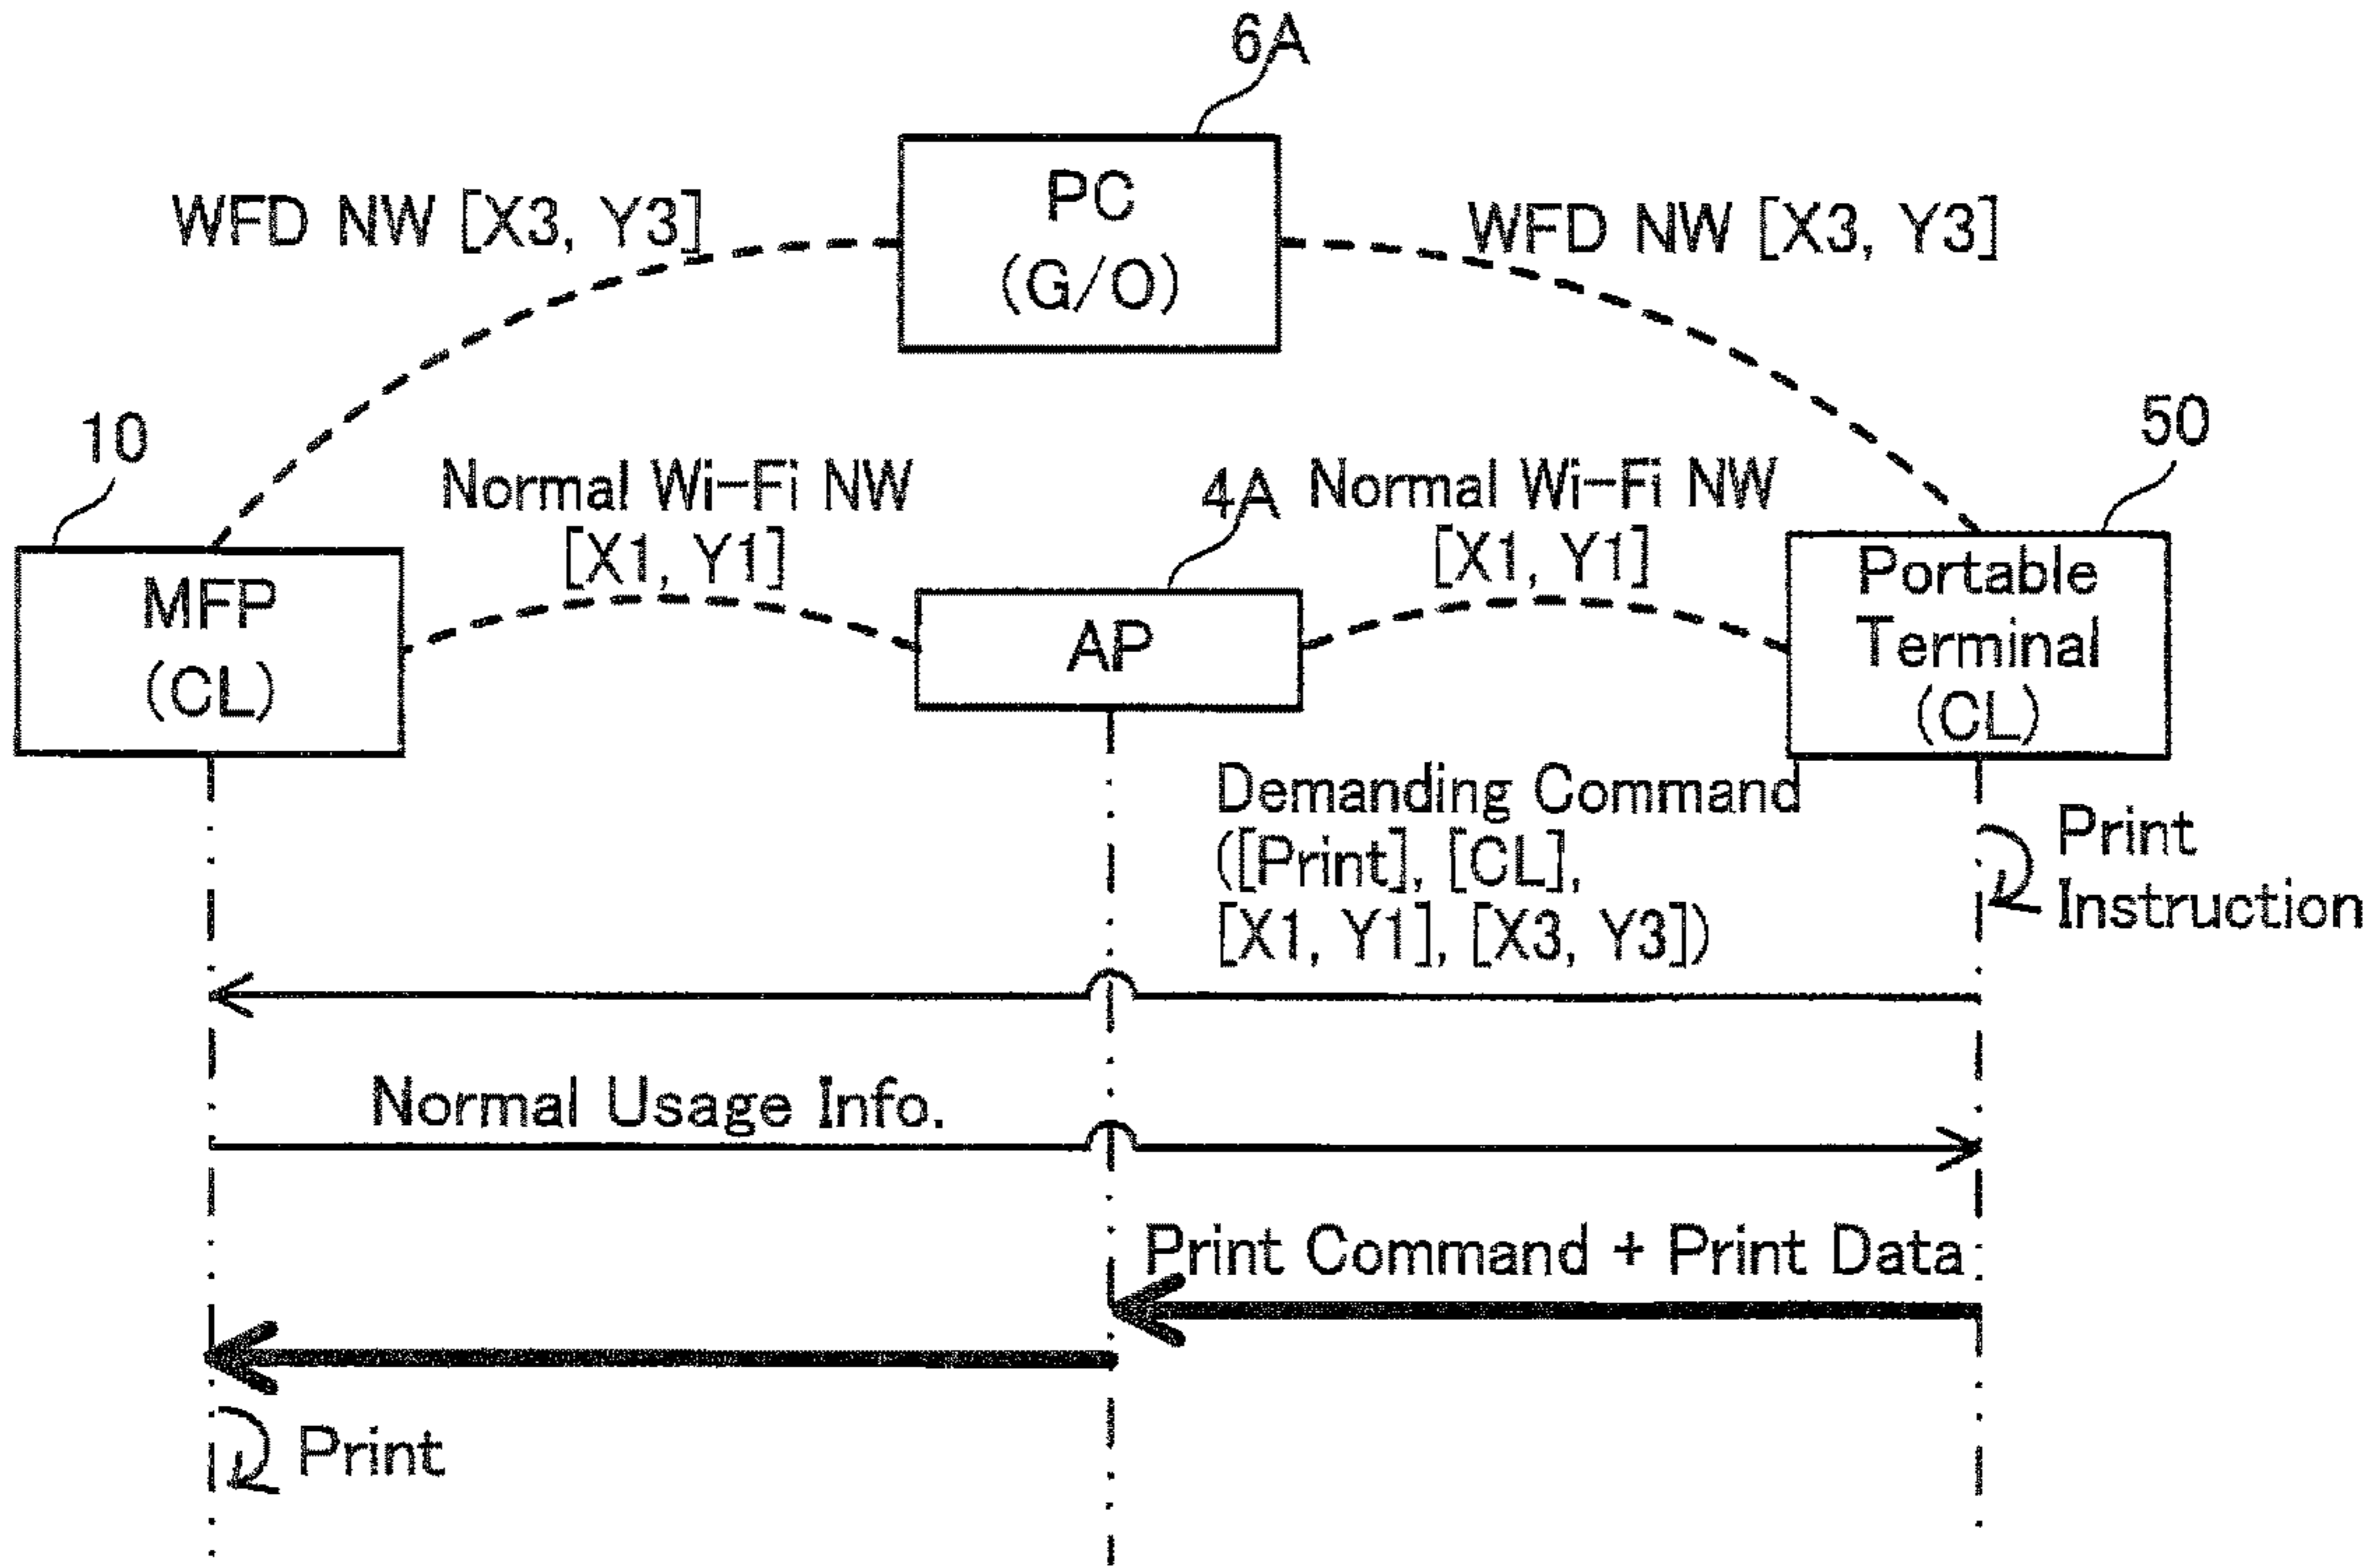 6A
PC
(G/O)
WFD NW [X3, Y3]
WFD NW [X3, Y3]
10
Normal Wi-Fi NW
[X1, Y1]
4A
Normal Wi-Fi NW
[X1, Y1]
50
MFP
(CL)
AP
Portable
Terminal
(CL)
Demanding Command
([Print], [CL],
[X1, Y1], [X3, Y3])
Print
Instruction
Normal Usage Info.
Print Command + Print Data
Print